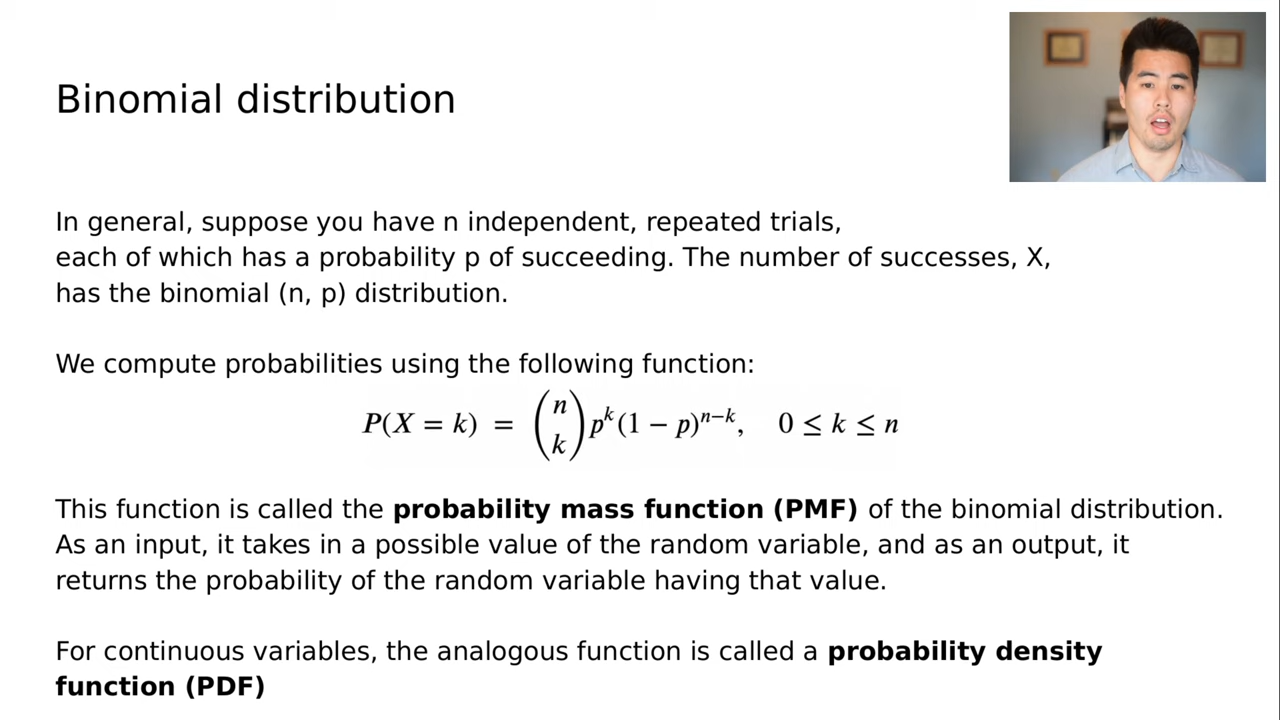 Binomial distribution
In general, suppose you have n independent, repeated trials,
each of which has a probability p of succeeding. The number of successes, X,
has the binomial (n, p) distribution.
We compute probabilities using the following function:
P(X = k) = (n k) p^k (1 − p)^{n−k}, 0 ≤ k ≤ n
This function is called the probability mass function (PMF) of the binomial distribution.
As an input, it takes in a possible value of the random variable, and as an output, it
returns the probability of the random variable having that value.
For continuous variables, the analogous function is called a probability density
function (PDF)